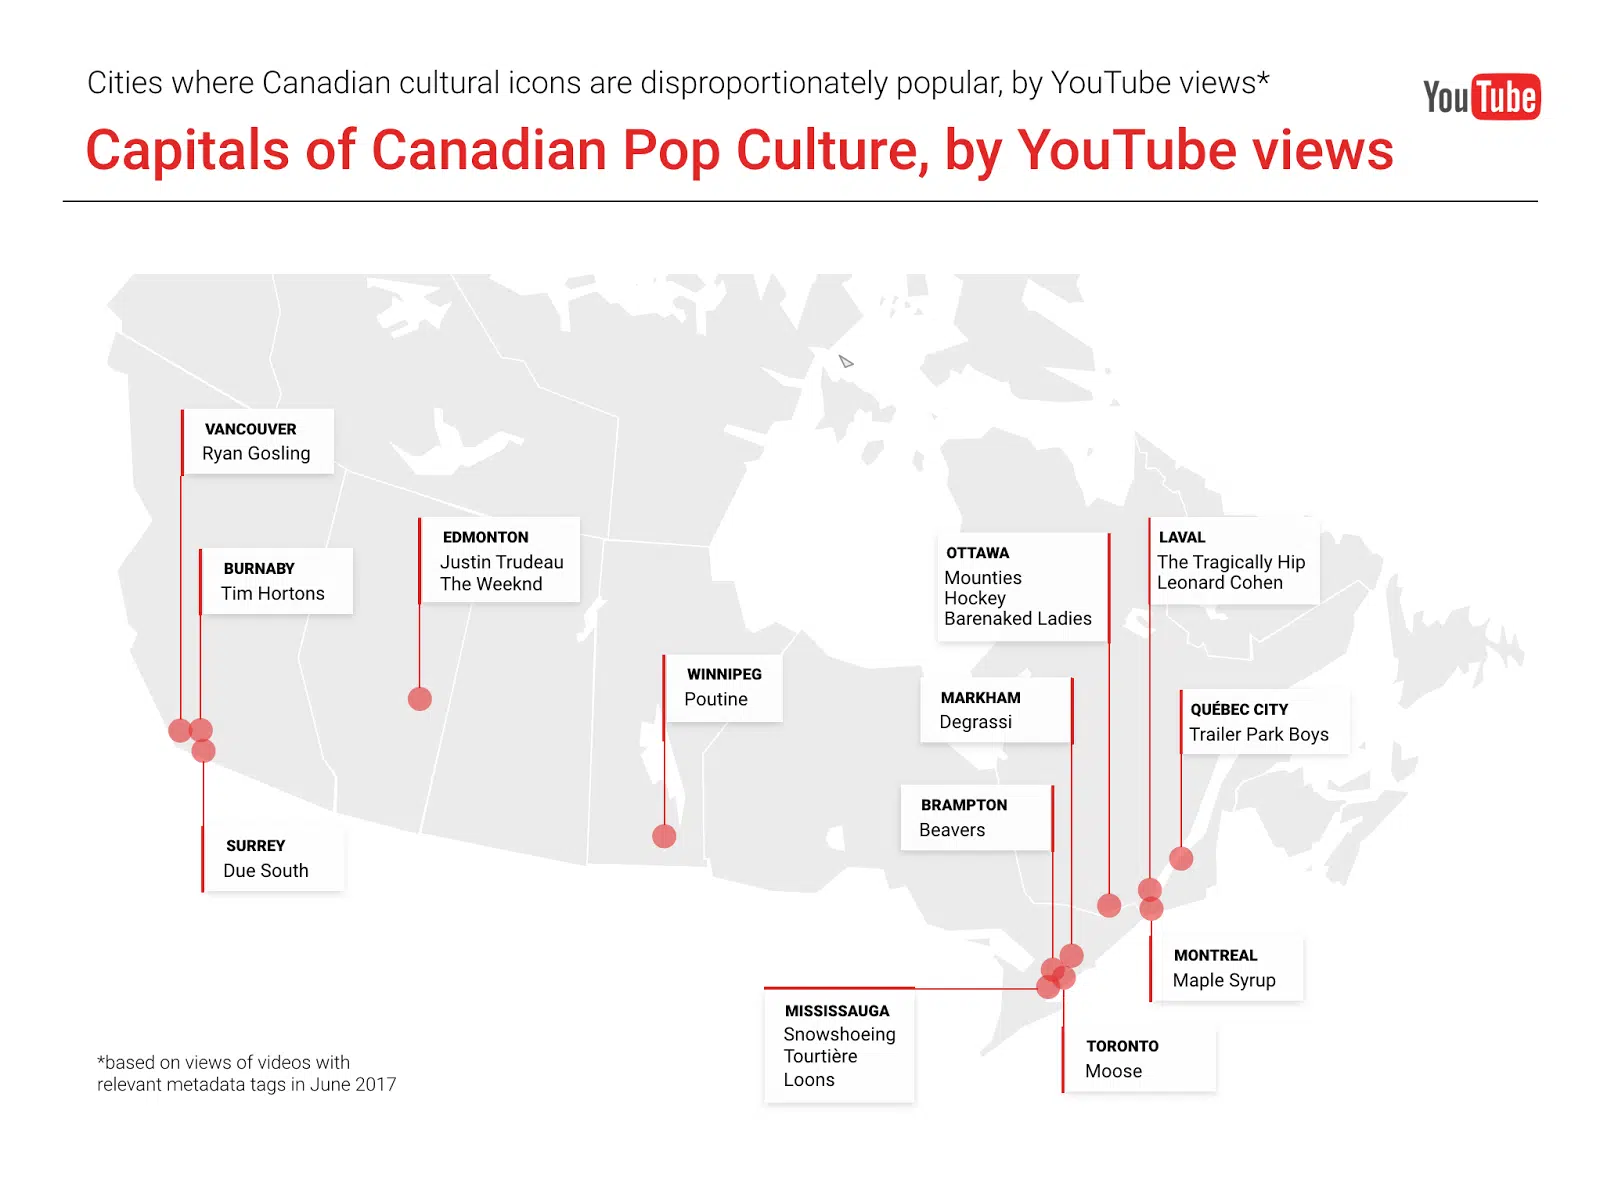 Cities where Canadian cultural icons are disproportionately popular, by YouTube views*
YouTube
Capitals of Canadian Pop Culture, by YouTube views
VANCOUVER
Ryan Gosling
BURNABY
Tim Hortons
EDMONTON
Justin Trudeau
The Weeknd
OTTAWA
Mounties
Hockey
Barenaked Ladies
LAVAL
The Tragically Hip
Leonard Cohen
WINNIPEG
Poutine
MARKHAM
Degrassi
QUÉBEC CITY
Trailer Park Boys
BRAMPTON
Beavers
SURREY
Due South
MONTREAL
Maple Syrup
MISSISSAUGA
Snowshoeing
Tourtière
Loons
TORONTO
Moose
*based on views of videos with
relevant metadata tags in June 2017